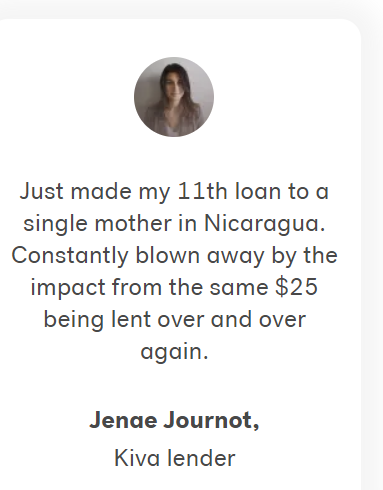 Just made my 11th loan to a
single mother in Nicaragua.
Constantly blown away by the
impact from the same $25
being lent over and over
again.
Jenae Journot,
Kiva lender